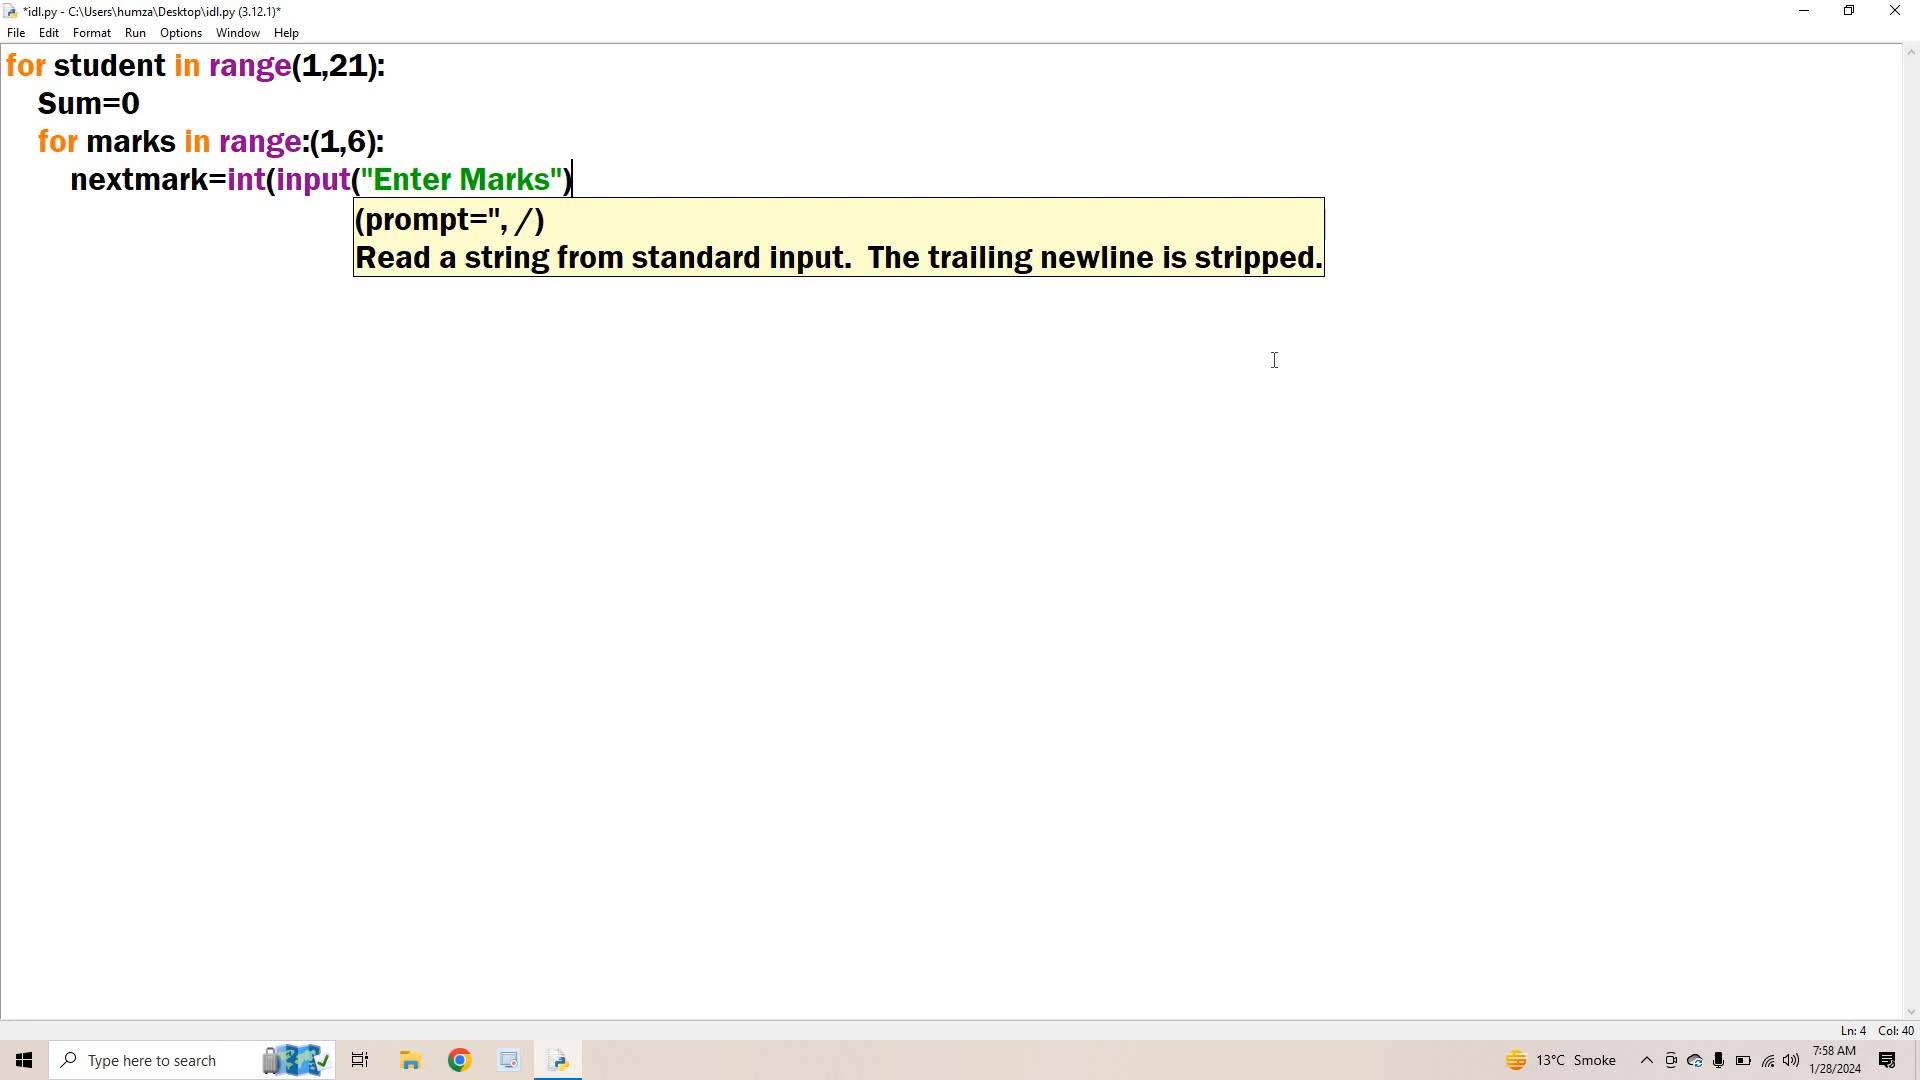 *idl.py - C:\Users\humza\Desktop\idl.py (3.12.1)*
File Edit Format Run Options Window Help
for student in range(1,21):
Sum=0
for marks in range:(1,6):
nextmark=int(input("Enter Marks")
(prompt='', /)
Read a string from standard input.  The trailing newline is stripped.
Ln: 4 Col: 40
Type here to search
13°C Smoke
7:58 AM
1/28/2024